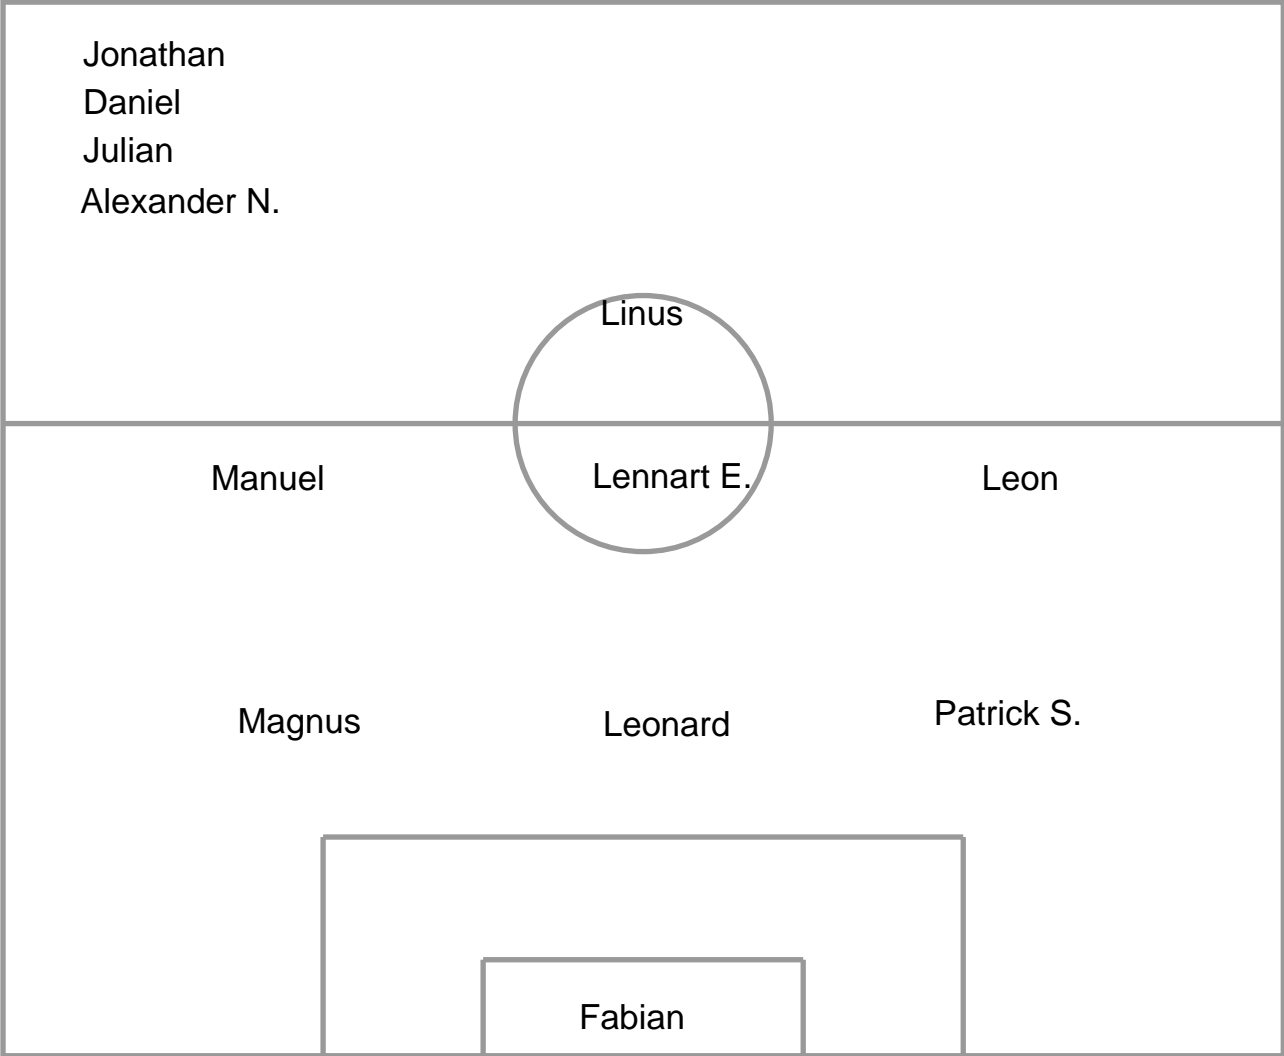 Jonathan
Daniel
Julian
Alexander N.
Linus
Manuel
Lennart E.
Leon
Magnus
Leonard
Patrick S.
Fabian